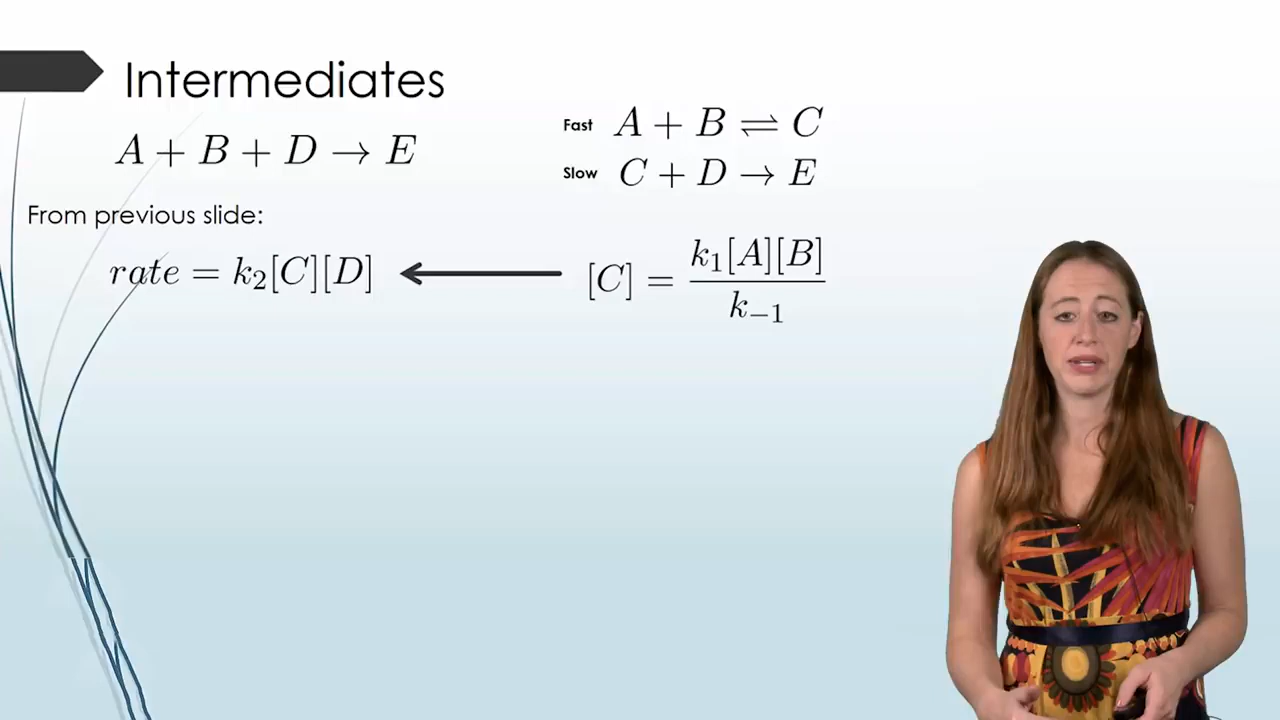 Intermediates
A + B + D → E
Fast A + B ⇌ C
Slow C + D → E
From previous slide:
rate = k₂[C][D]
[C] = k₁[A][B] / k₋₁